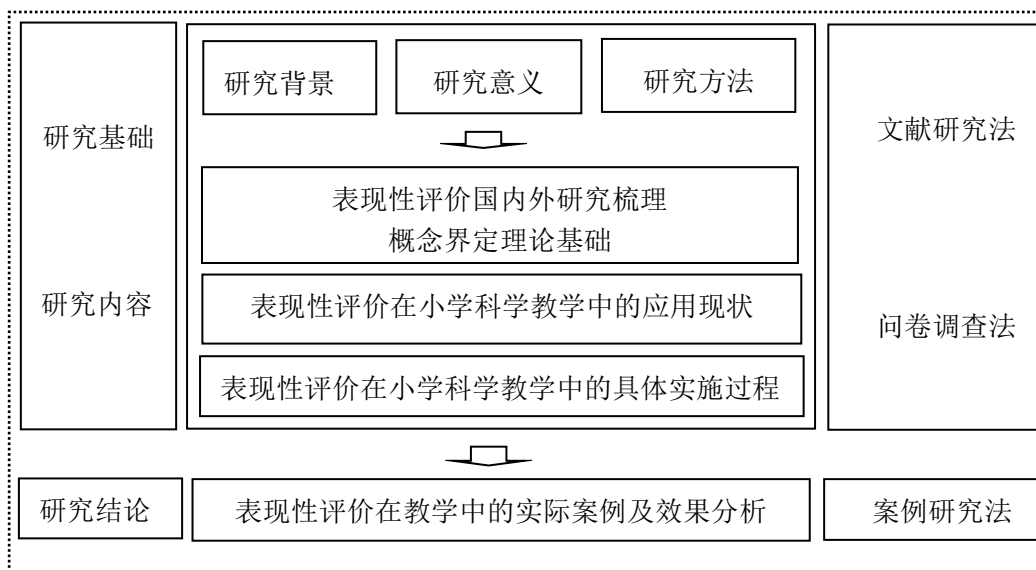 研究背景
研究意义
研究方法
研究基础
文献研究法
表现性评价国内外研究梳理
概念界定理论基础
研究内容
表现性评价在小学科学教学中的应用现状
问卷调查法
表现性评价在小学科学教学中的具体实施过程
研究结论
表现性评价在教学中的实际案例及效果分析
案例研究法